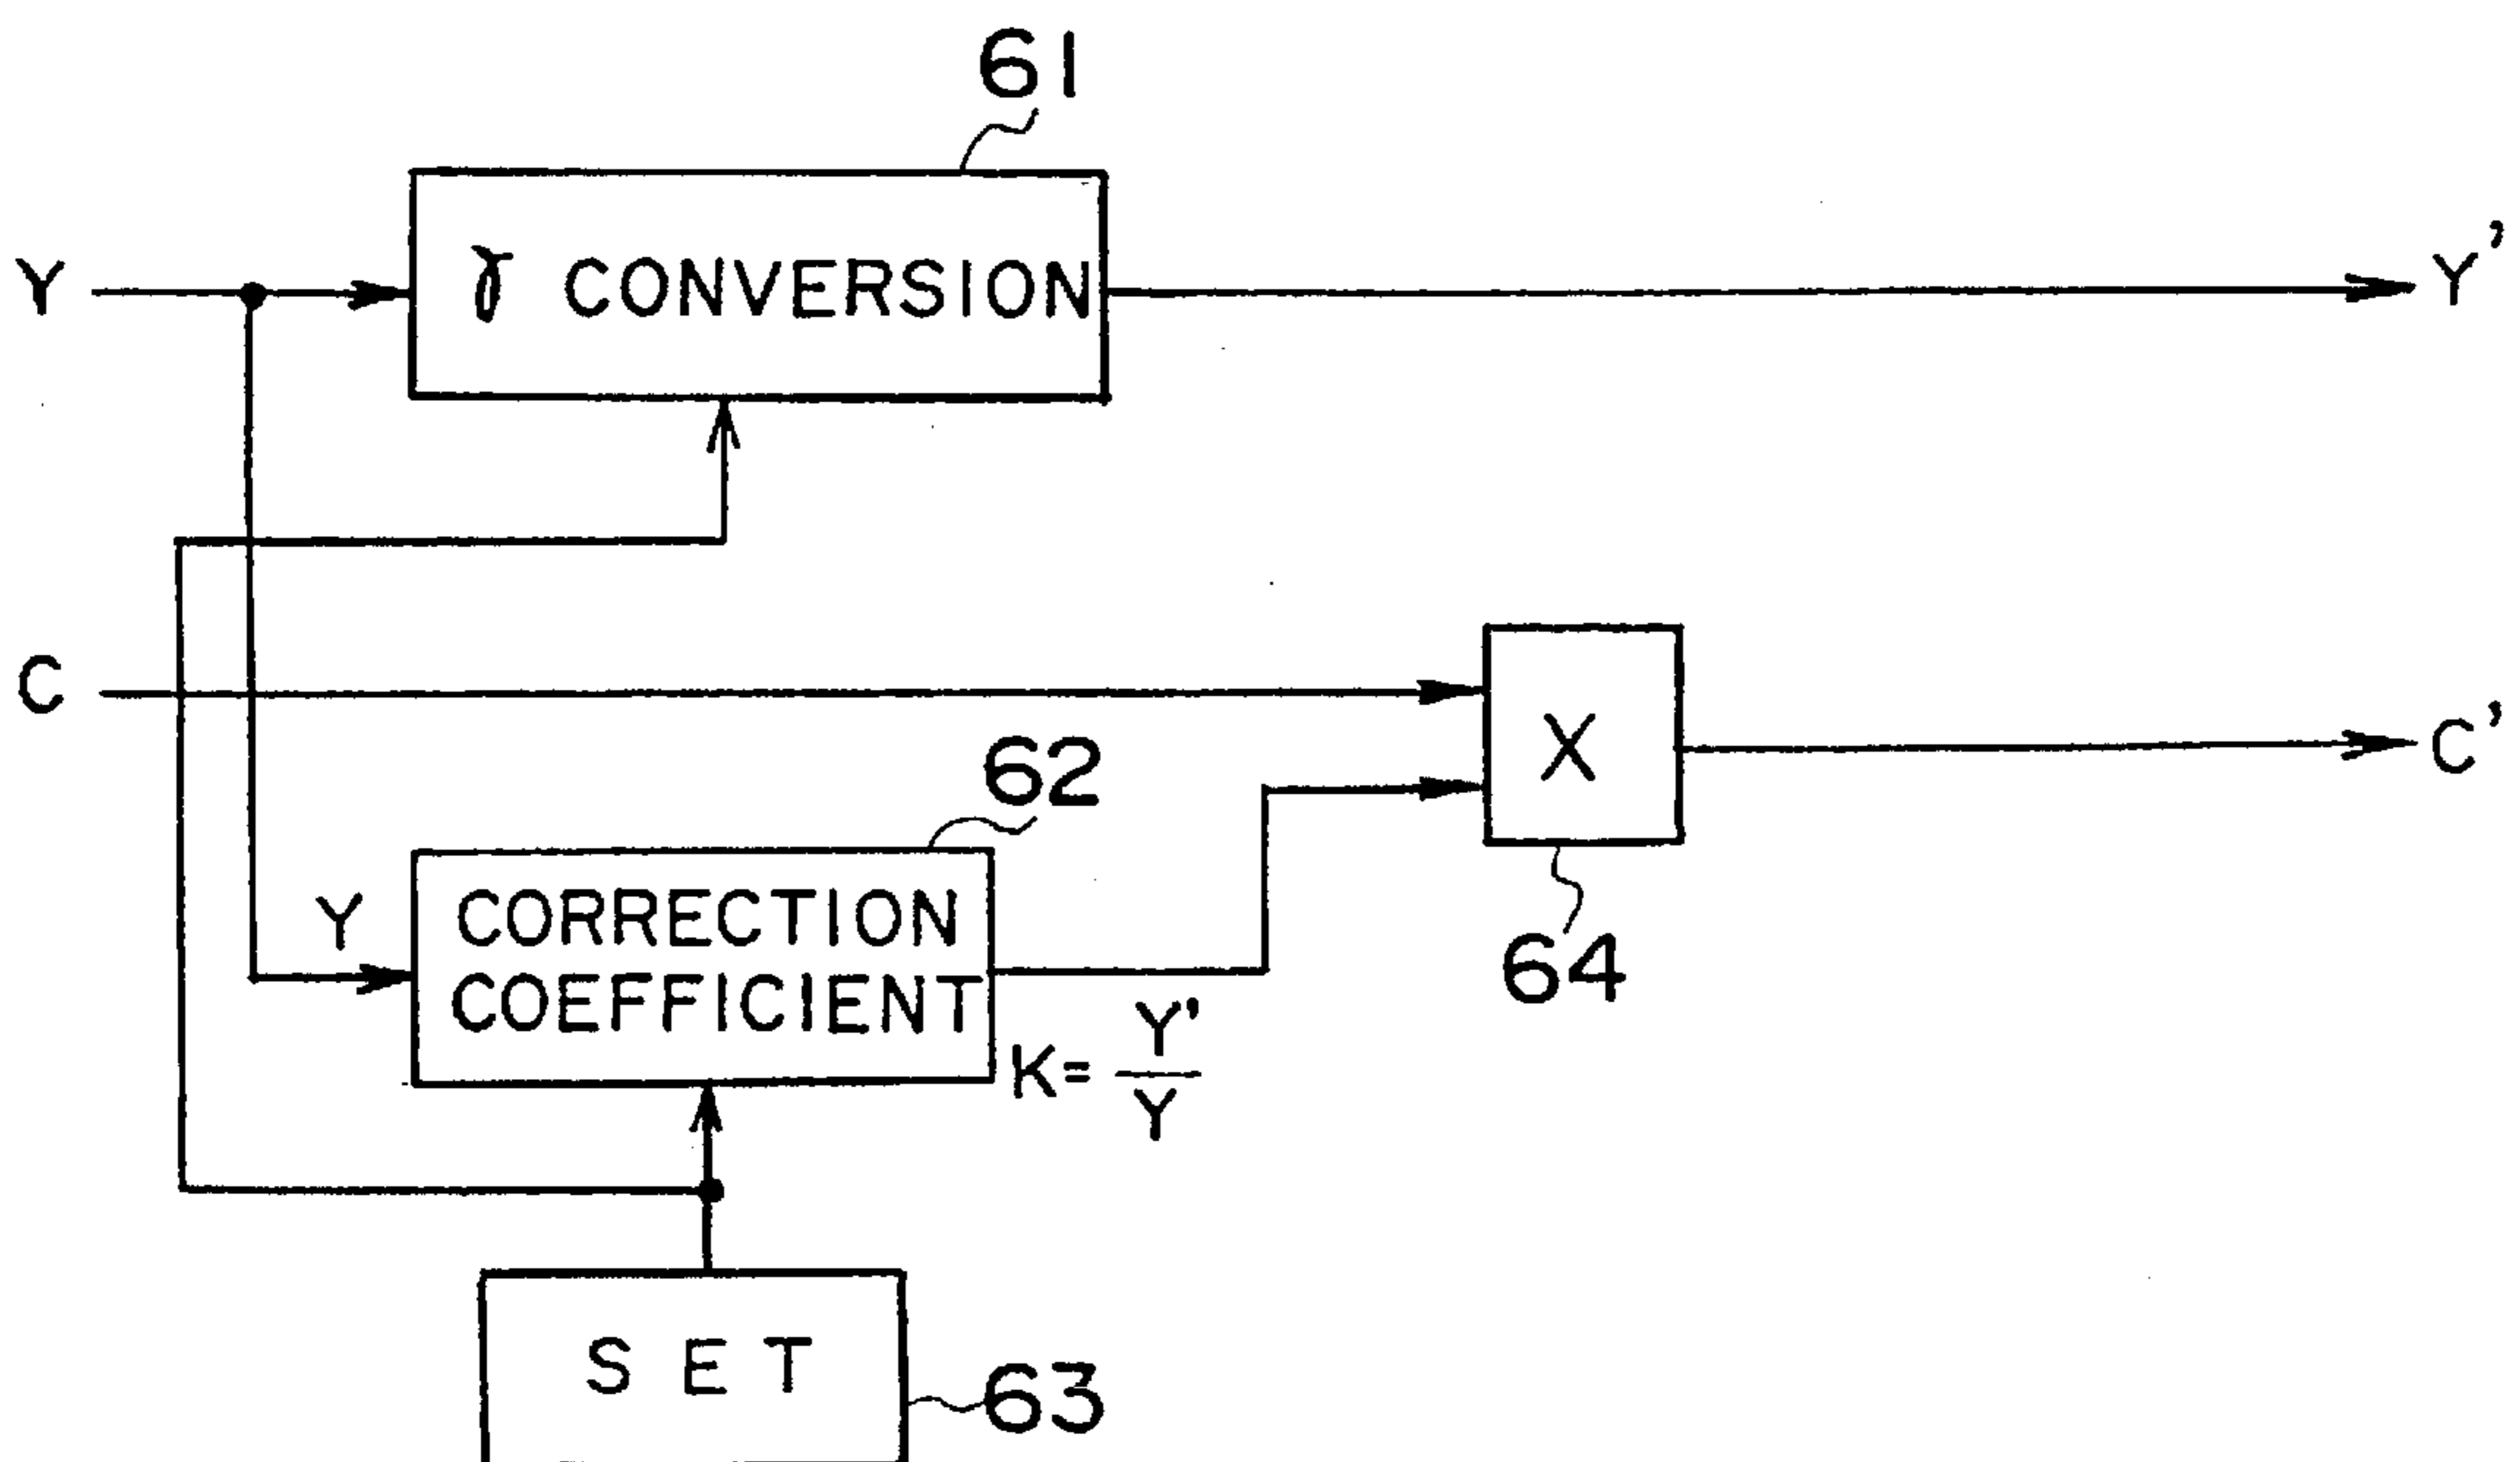 61
Y
γ CONVERSION
Y'
C
X
C'
62
Y
CORRECTION
COEFFICIENT
64
K= Y'/Y
SET
63